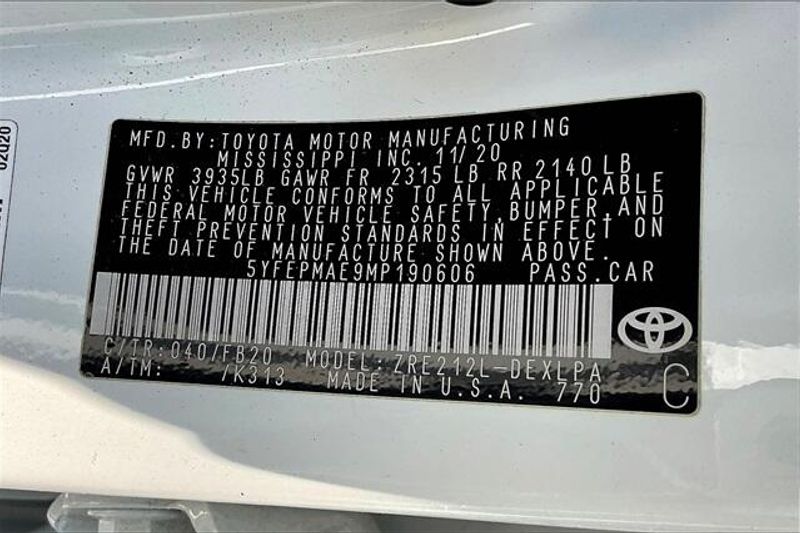 MFD.BY:TOYOTA MOTOR MANUFACTURING
MISSISSIPPI INC. 11/20
GVWR 3935LB GAWR FR 2315 LB RR 2140LB
THIS VEHICLE CONFORMS TO ALL APPLICABLE
FEDERAL MOTOR VEHICLE SAFETY,BUMPER,AND
THEFT PREVENTION STANDARDS IN EFFECT ON
THE DATE OF MANUFACTURE SHOWN ABOVE.
5YFEPMAE9MP190606 PASS.CAR
C/TR:040/FB20 MODEL:ZRE212L-DEXLPA
A/TM: /K313 MADE IN U.S.A. 770 C
02020